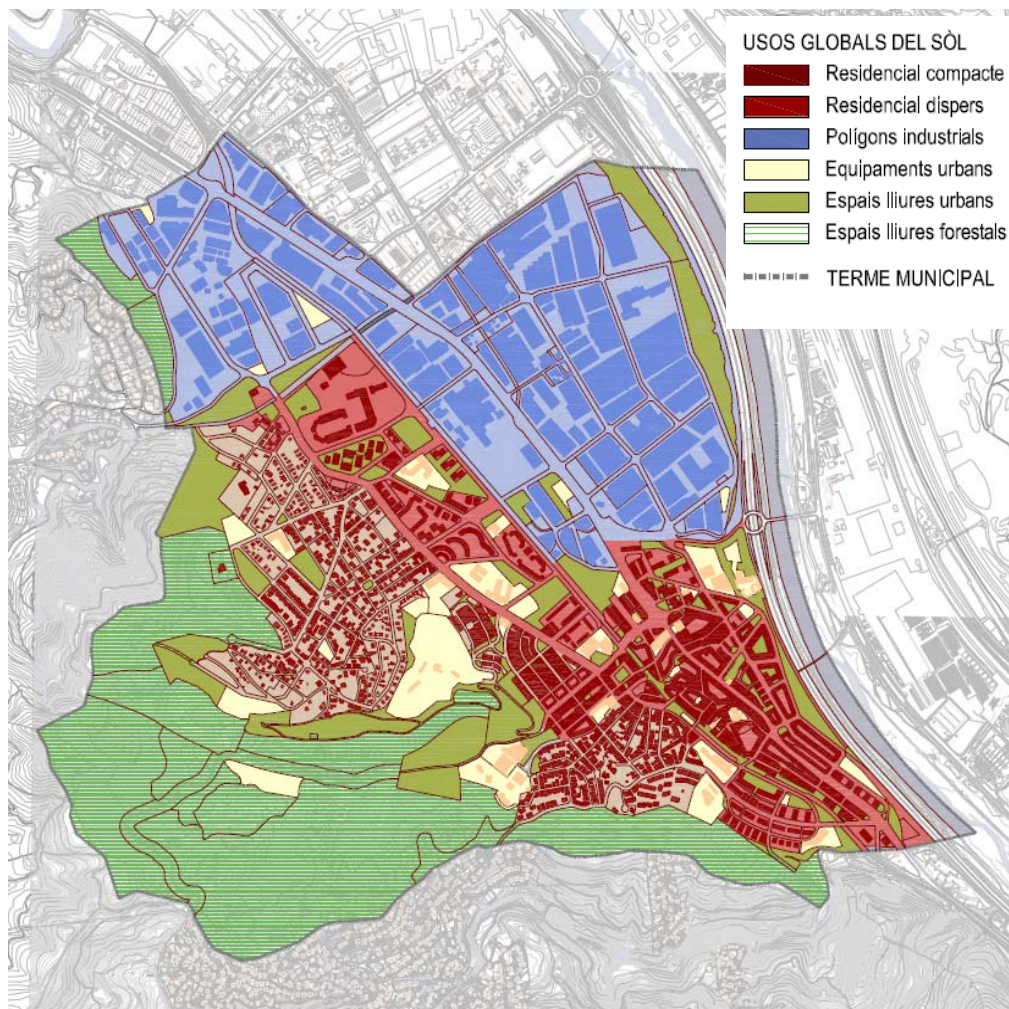 USOS GLOBALS DEL SÒL
Residencial compacte
Residencial dispers
Polígons industrials
Equipaments urbans
Espais lliures urbans
Espais lliures forestals
TERME MUNICIPAL